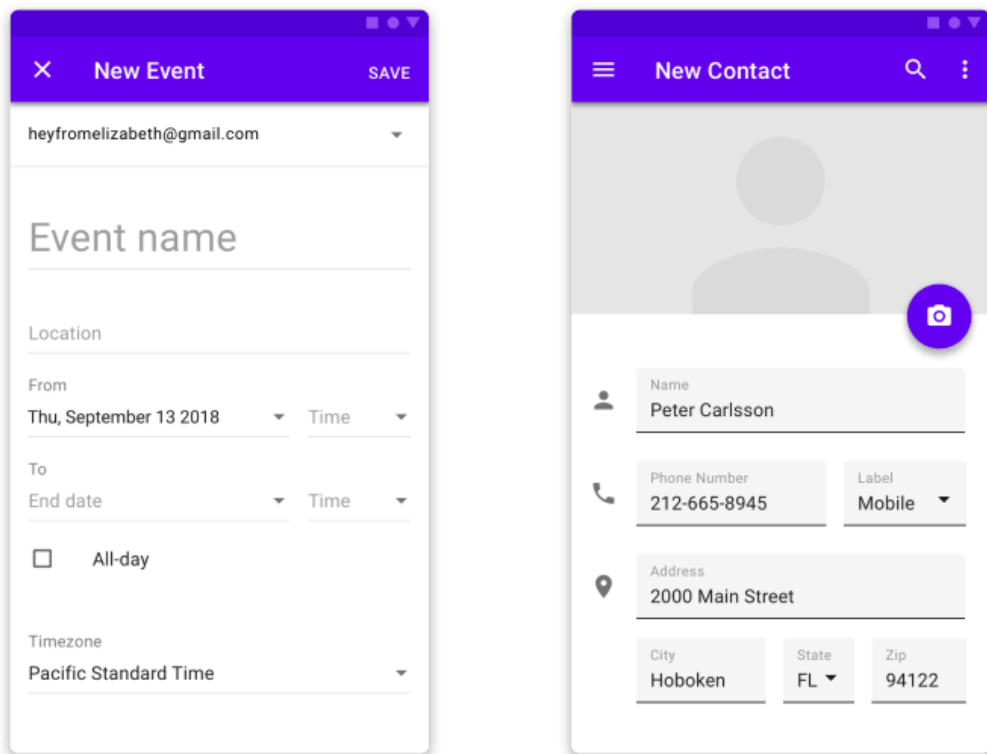 New Event SAVE
heyfromelizabeth@gmail.com
Event name
Location
From
Thu, September 13 2018 Time
To
End date Time
All-day
Timezone
Pacific Standard Time
New Contact
Name
Peter Carlsson
Phone Number Label
212-665-8945 Mobile
Address
2000 Main Street
City State Zip
Hoboken FL 94122